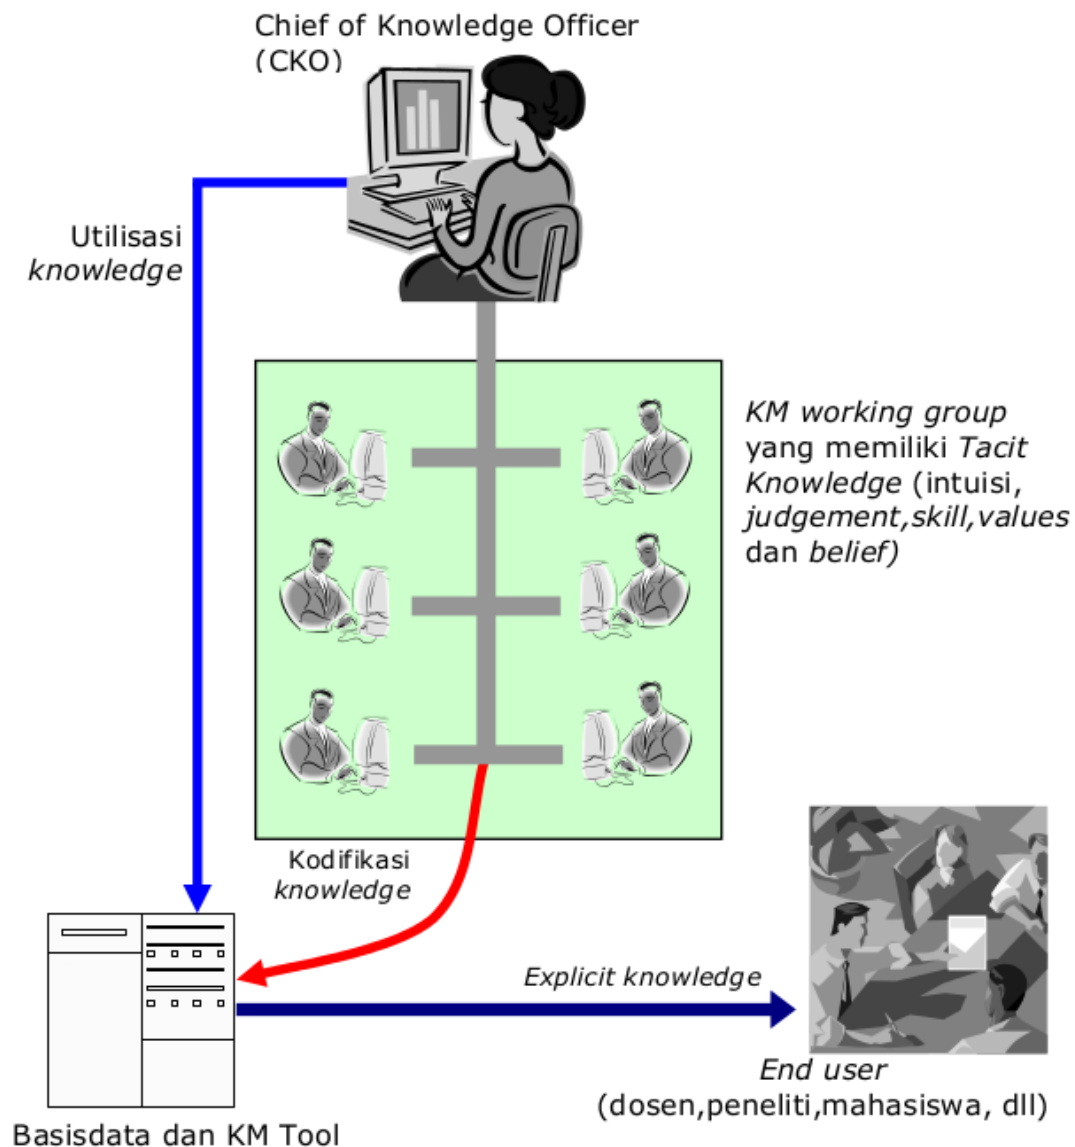 Chief of Knowledge Officer
(CKO)
Utilisasi
knowledge
KM working group
yang memiliki Tacit
Knowledge (intuisi,
judgement,skill,values
dan belief)
Kodifikasi
knowledge
Explicit knowledge
End user
(dosen,peneliti,mahasiswa, dll)
Basisdata dan KM Tool